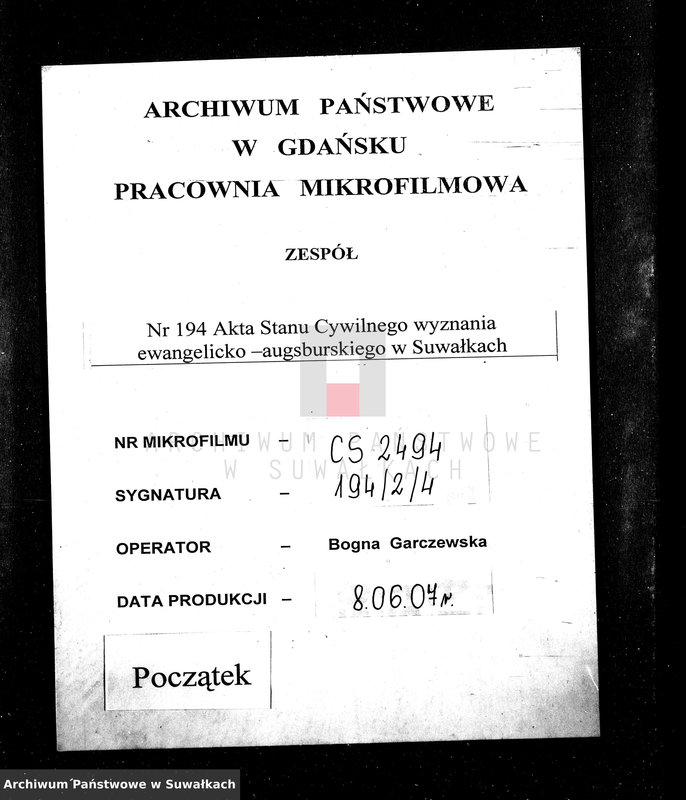 ARCHIWUM PAŃSTWOWE
W GDAŃSKU
PRACOWNIA MIKROFILMOWA
ZESPÓŁ
Nr 194 Akta Stanu Cywilnego wyznania
ewangelicko –augsburskiego w Suwałkach
NR MIKROFILMU – CS 2494
ARCHIWUM PAŃSTWOWE
W SUWAŁKACH
SYGNATURA – 194/2/4
OPERATOR – Bogna Garczewska
DATA PRODUKCJI – 8.06.07r.
Początek
Archiwum Państwowe w Suwałkach